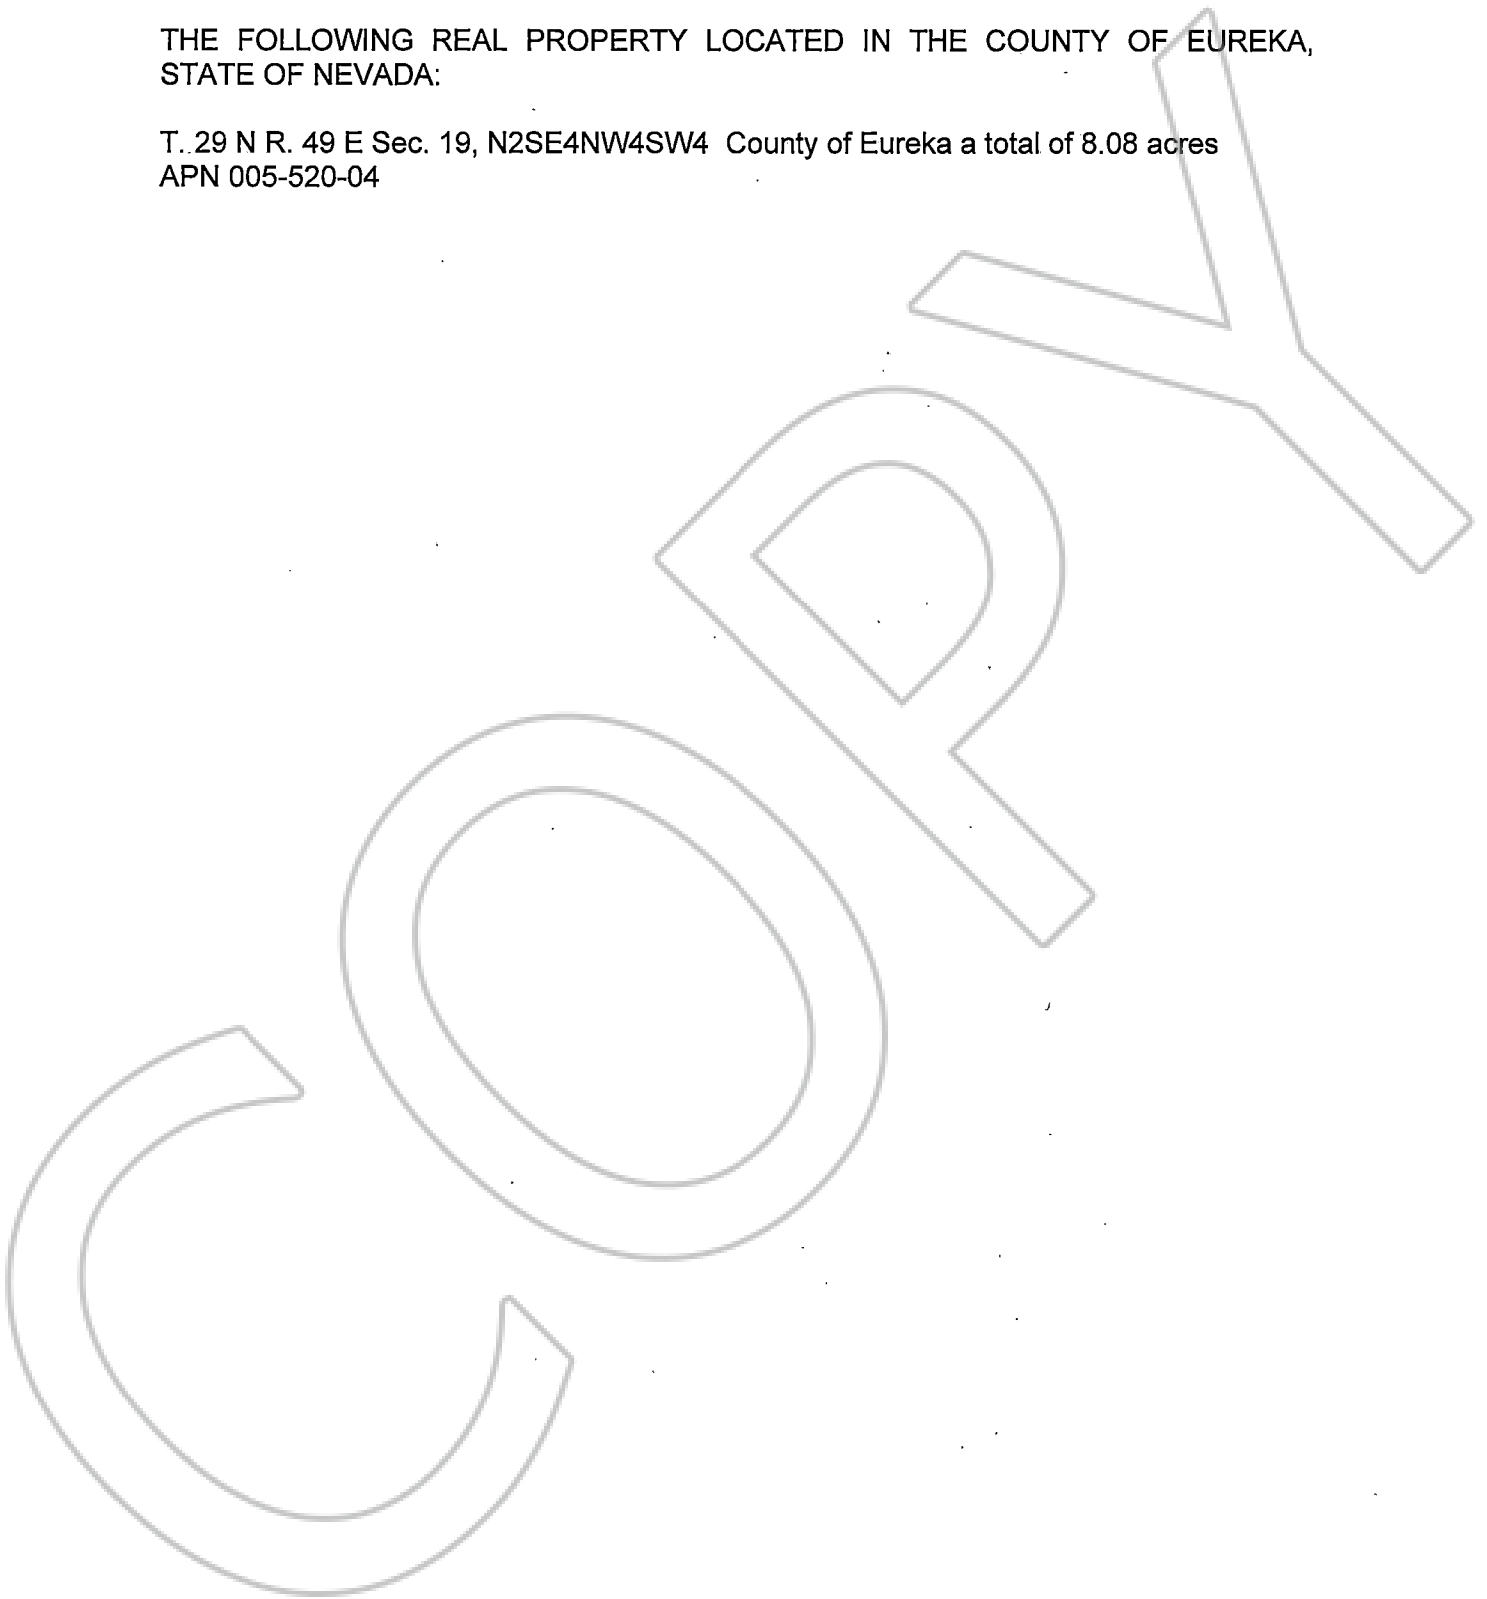 THE FOLLOWING REAL PROPERTY LOCATED IN THE COUNTY OF EUREKA,
STATE OF NEVADA:
T. 29 N R. 49 E Sec. 19, N2SE4NW4SW4 County of Eureka a total of 8.08 acres
APN 005-520-04
COPY